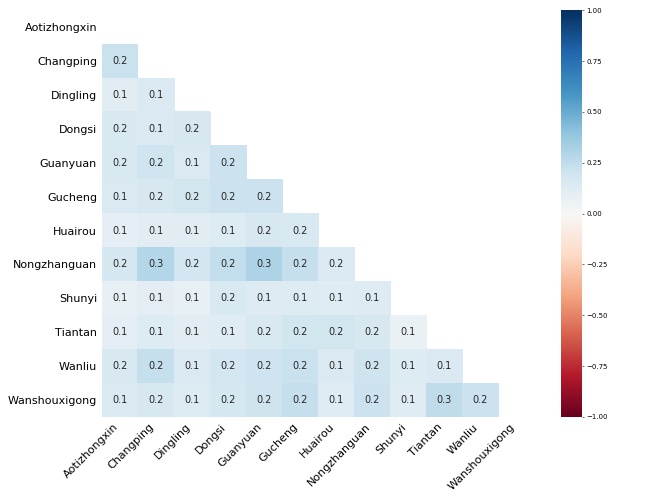 Aotizhongxin
Changping 0.2
Dingling 0.1 0.1
Dongsi 0.2 0.1 0.2
Guanyuan 0.2 0.2 0.1 0.2
Gucheng 0.1 0.2 0.2 0.2 0.2
Huairou 0.1 0.1 0.1 0.1 0.2 0.2
Nongzhanguan 0.2 0.3 0.2 0.2 0.3 0.2 0.2
Shunyi 0.1 0.1 0.1 0.2 0.1 0.1 0.1 0.1
Tiantan 0.1 0.1 0.1 0.1 0.2 0.2 0.2 0.2 0.1
Wanliu 0.2 0.2 0.1 0.2 0.2 0.2 0.1 0.2 0.1 0.1
Wanshouxigong 0.1 0.2 0.1 0.2 0.2 0.2 0.1 0.2 0.1 0.3 0.2
Aotizhongxin
Changping
Dingling
Dongsi
Guanyuan
Gucheng
Huairou
Nongzhanguan
Shunyi
Tiantan
Wanliu
Wanshouxigong
1.00
0.75
0.50
0.25
0.00
−0.25
−0.50
−0.75
−1.00